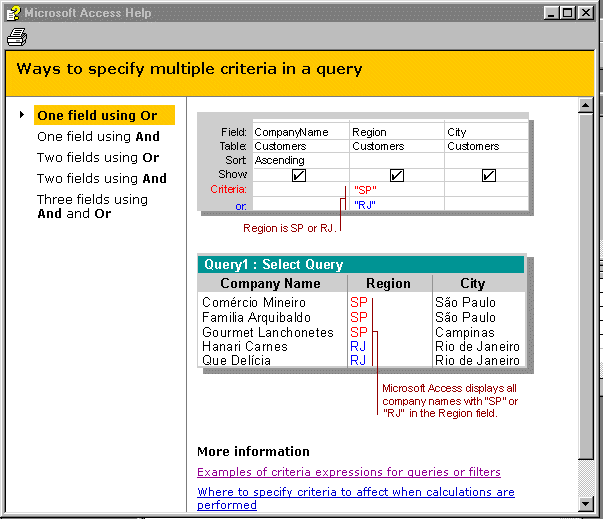 Microsoft Access Help
Ways to specify multiple criteria in a query
One field using Or
One field using And
Two fields using Or
Two fields using And
Three fields using
And and Or
Field: CompanyName Region City
Table: Customers Customers Customers
Sort: Ascending
Show:
Criteria: "SP"
or: "RJ"
Region is SP or RJ.
Query1 : Select Query
Company Name Region City
Comércio Mineiro SP São Paulo
Familia Arquibaldo SP São Paulo
Gourmet Lanchonetes SP Campinas
Hanari Carnes RJ Rio de Janeiro
Que Delícia RJ Rio de Janeiro
Microsoft Access displays all
company names with "SP" or
"RJ" in the Region field.
More information
Examples of criteria expressions for queries or filters
Where to specify criteria to affect when calculations are
performed